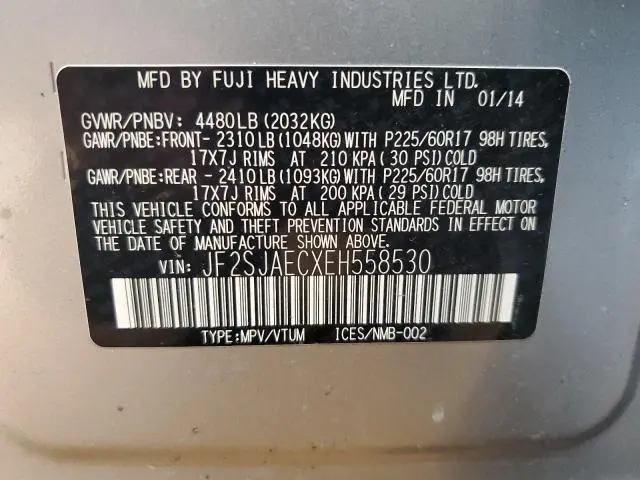 MFD BY FUJI HEAVY INDUSTRIES LTD.
MFD IN 01/14
GVWR/PNBV: 4480LB(2032KG)
GAWR/PNBE:FRONT- 2310LB(1048KG)WITH P225/60R17 98H TIRES,
17X7J RIMS AT 210 KPA(30 PSI)COLD
GAWR/PNBE:REAR - 2410LB(1093KG)WITH P225/60R17 98H TIRES,
17X7J RIMS AT 200 KPA(29 PSI)COLD
THIS VEHICLE CONFORMS TO ALL APPLICABLE FEDERAL MOTOR
VEHICLE SAFETY AND THEFT PREVENTION STANDARDS IN EFFECT
ON THE DATE OF MANUFACTURE SHOWN ABOVE.
VIN: JF2SJAECXEH558530
TYPE:MPV/VTUM ICES/NMB-002